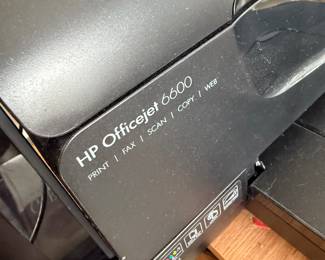 HP Officejet 6600
PRINT | FAX | SCAN | COPY | WEB